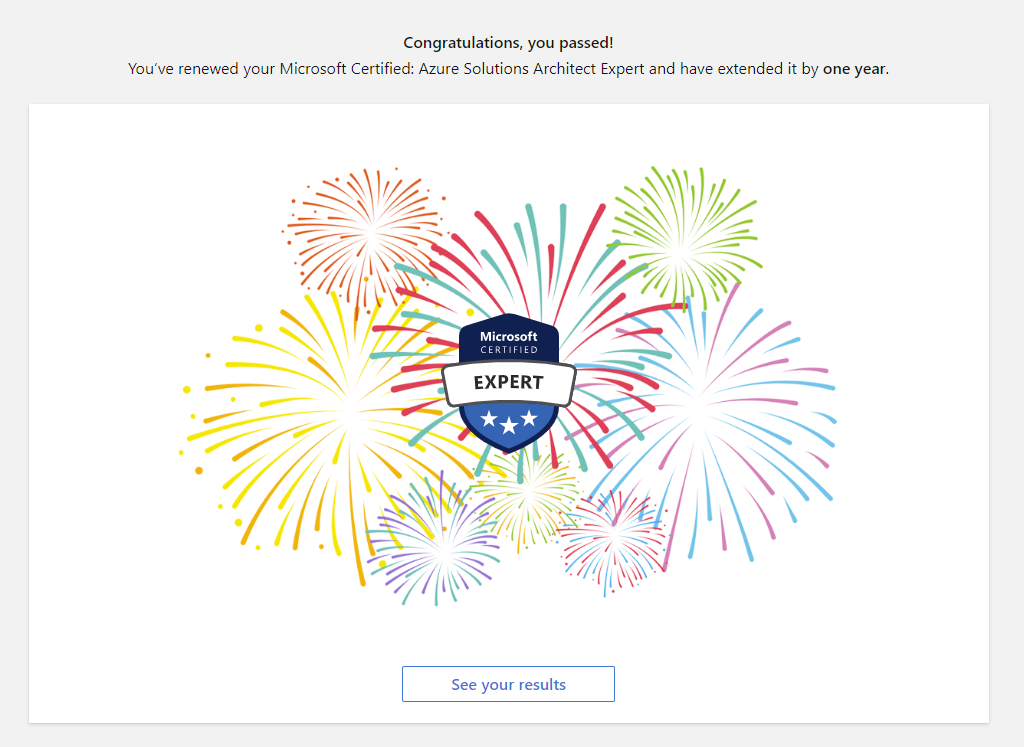 Congratulations, you passed!
You’ve renewed your Microsoft Certified: Azure Solutions Architect Expert and have extended it by one year.
Microsoft
CERTIFIED
EXPERT
See your results